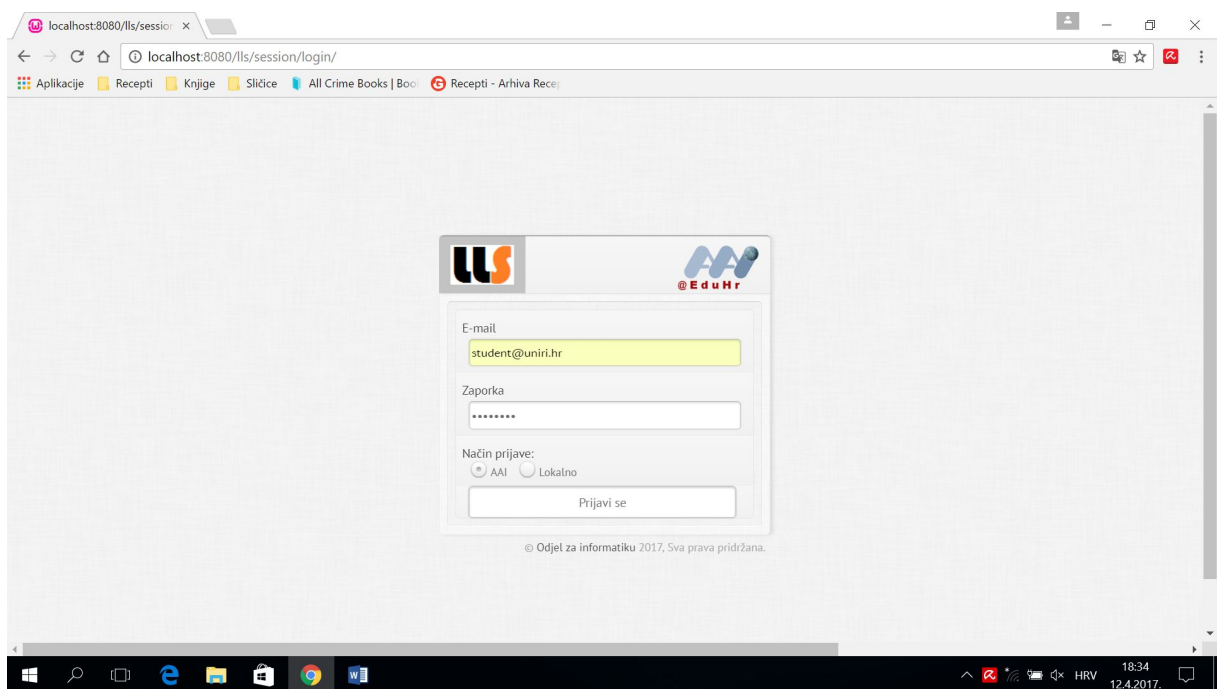 localhost:8080/lls/session
localhost:8080/lls/session/login/
Aplikacije Recepti Knjige Sličice All Crime Books | Boo Recepti - Arhiva Rece
LLS
AAI
@EduHr
E-mail
student@uniri.hr
Zaporka
••••••••
Način prijave:
AAI Lokalno
Prijavi se
© Odjel za informatiku 2017, Sva prava pridržana.
HRV
18:34
12.4.2017.